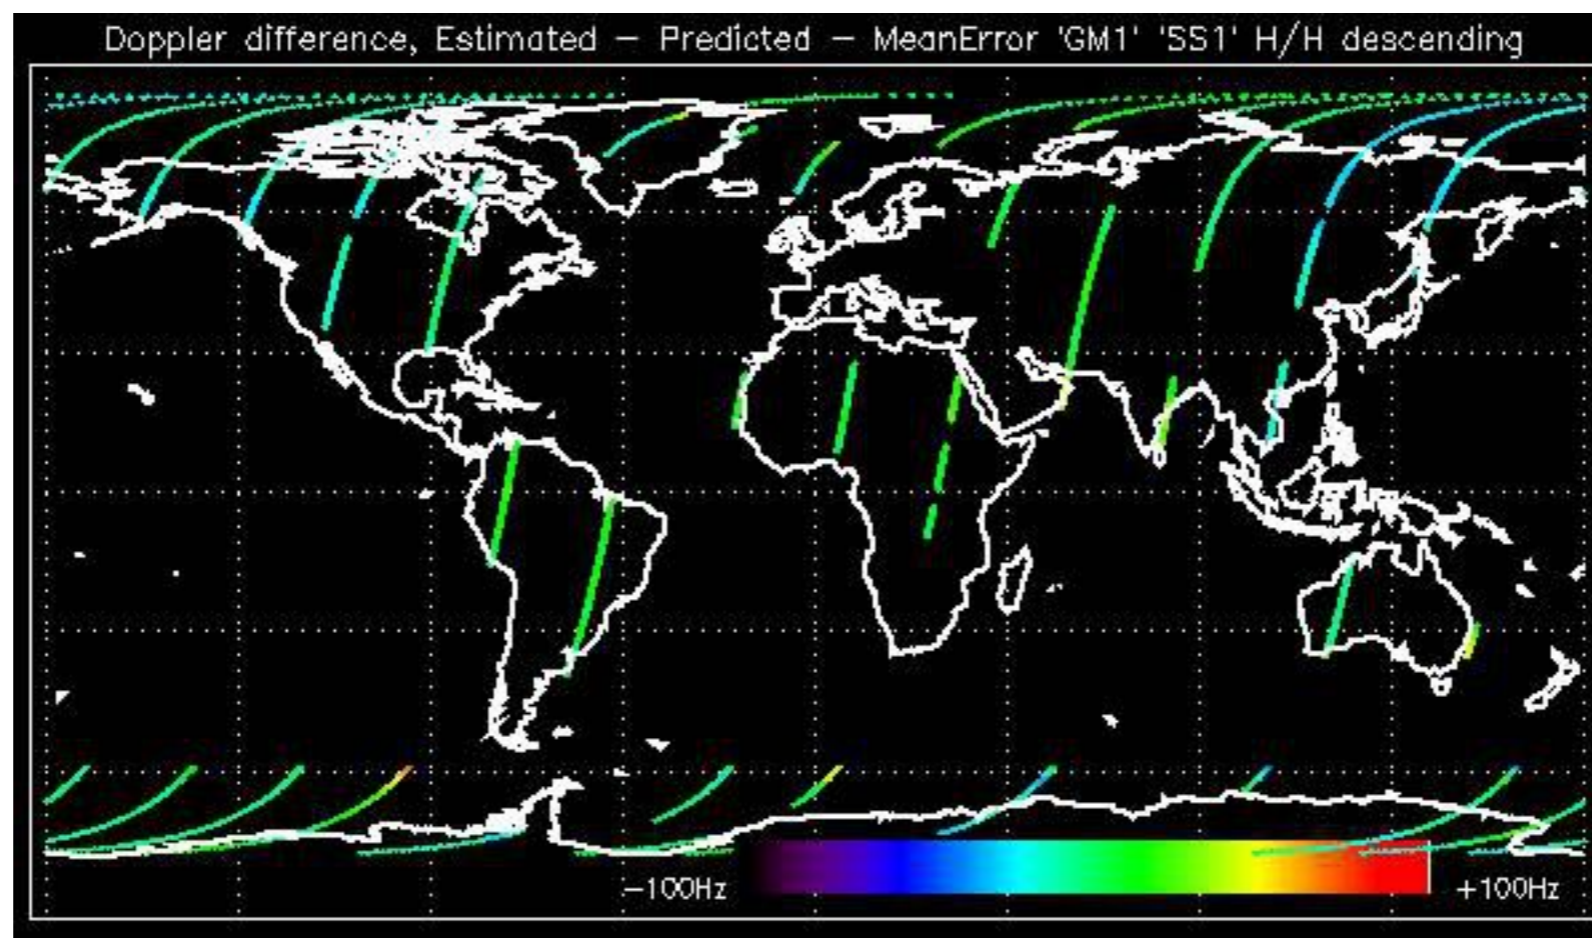 Doppler difference, Estimated – Predicted – MeanError 'GM1' 'SS1' H/H descending
-100Hz +100Hz